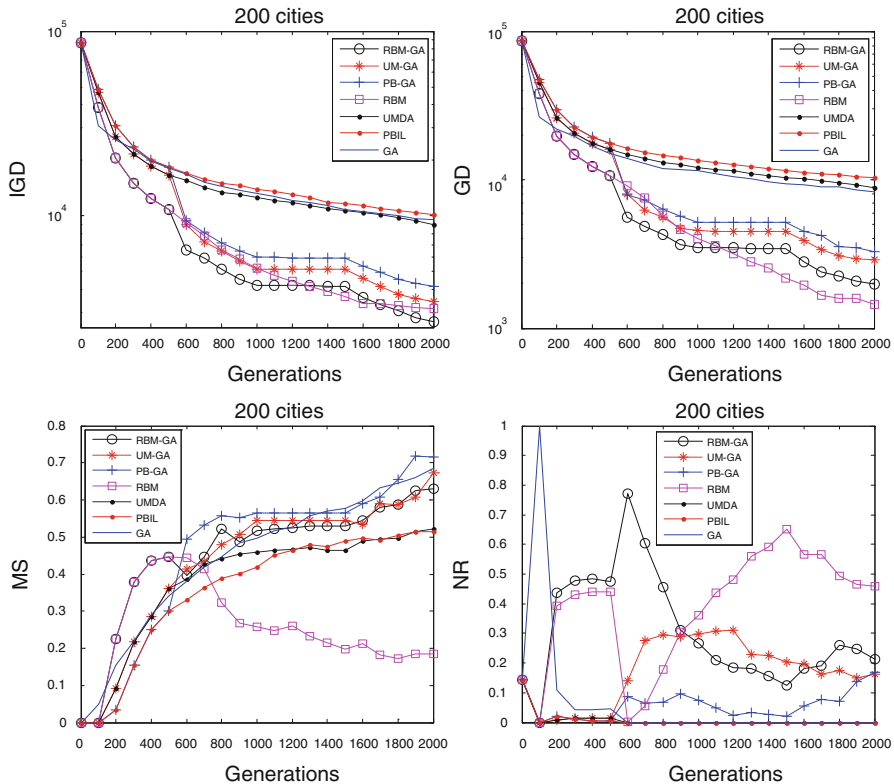 200 cities
10^5
10^4
IGD
RBM-GA
UM-GA
PB-GA
RBM
UMDA
PBIL
GA
0 200 400 600 800 1000 1200 1400 1600 1800 2000
Generations
200 cities
10^5
10^4
10^3
GD
RBM-GA
UM-GA
PB-GA
RBM
UMDA
PBIL
GA
0 200 400 600 800 1000 1200 1400 1600 1800 2000
Generations
200 cities
0.8
0.7
0.6
0.5
0.4
0.3
0.2
0.1
0
MS
RBM-GA
UM-GA
PB-GA
RBM
UMDA
PBIL
GA
0 200 400 600 800 1000 1200 1400 1600 1800 2000
Generations
200 cities
1
0.9
0.8
0.7
0.6
0.5
0.4
0.3
0.2
0.1
0
NR
RBM-GA
UM-GA
PB-GA
RBM
UMDA
PBIL
GA
0 200 400 600 800 1000 1200 1400 1600 1800 2000
Generations